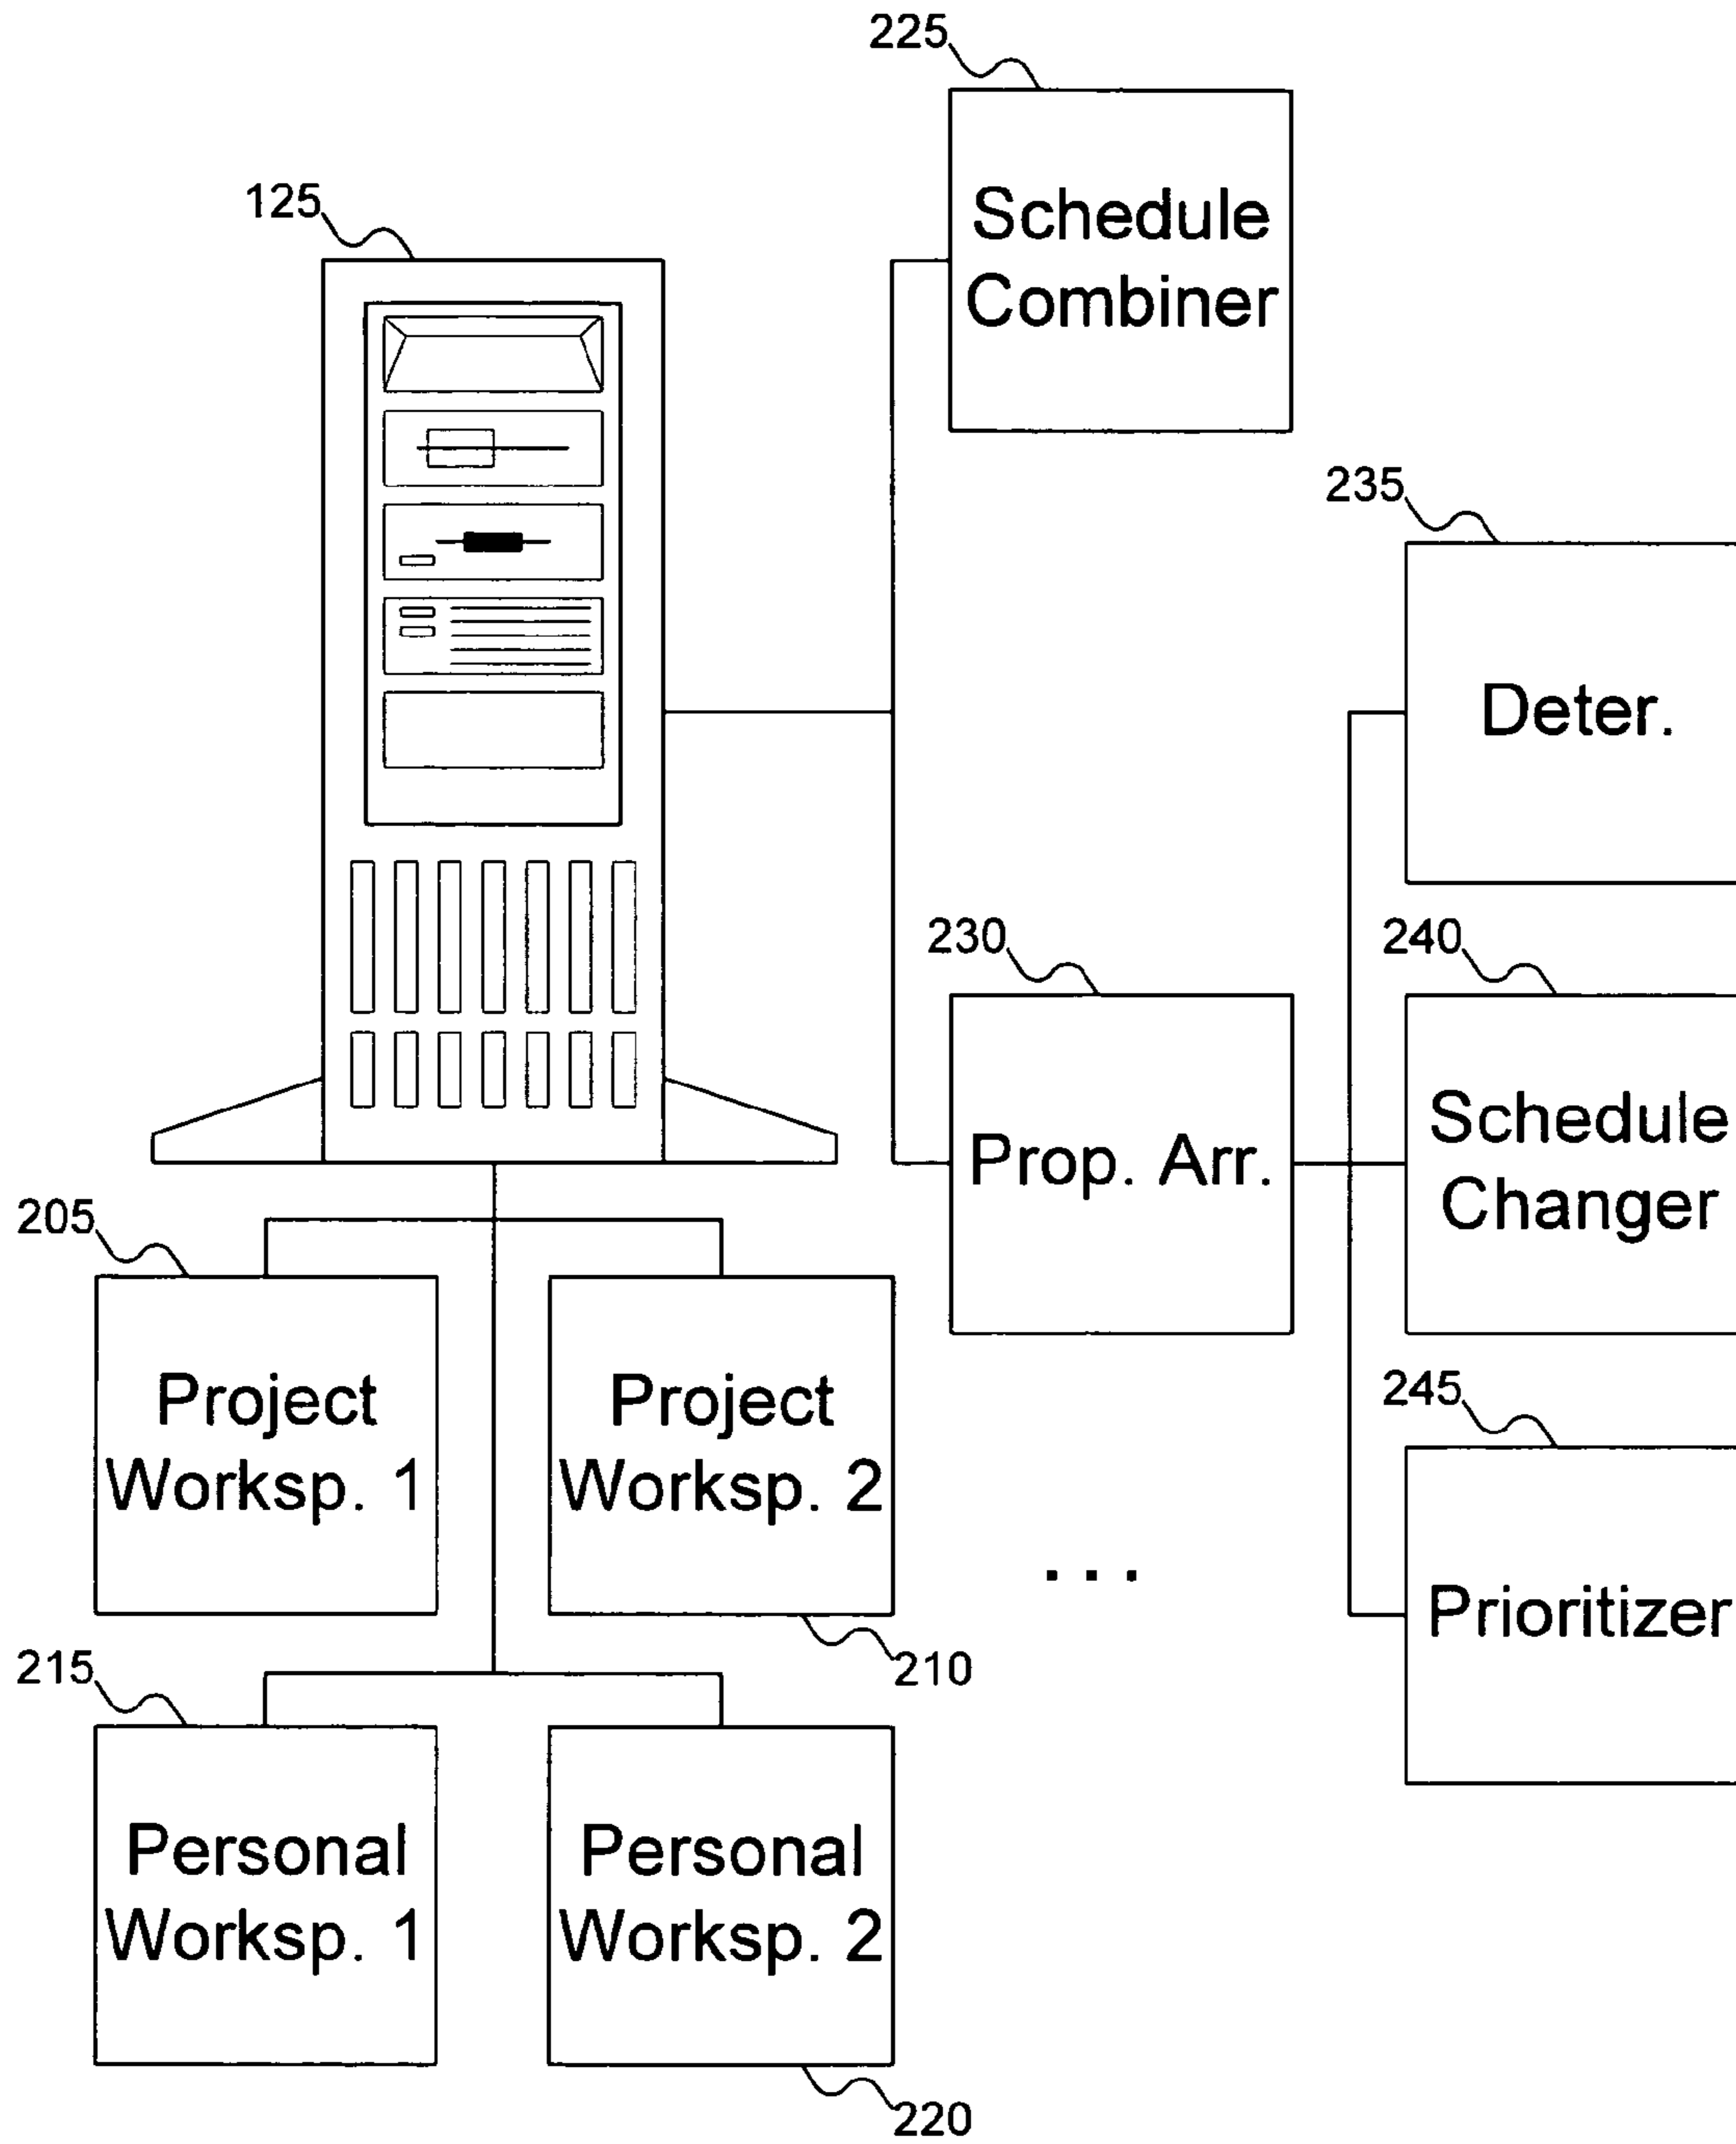 225
Schedule
Combiner
125
235
Deter.
230
Prop. Arr.
240
Schedule
Changer
205
Project
Worksp. 1
Project
Worksp. 2
210
245
Prioritizer
...
215
Personal
Worksp. 1
Personal
Worksp. 2
220